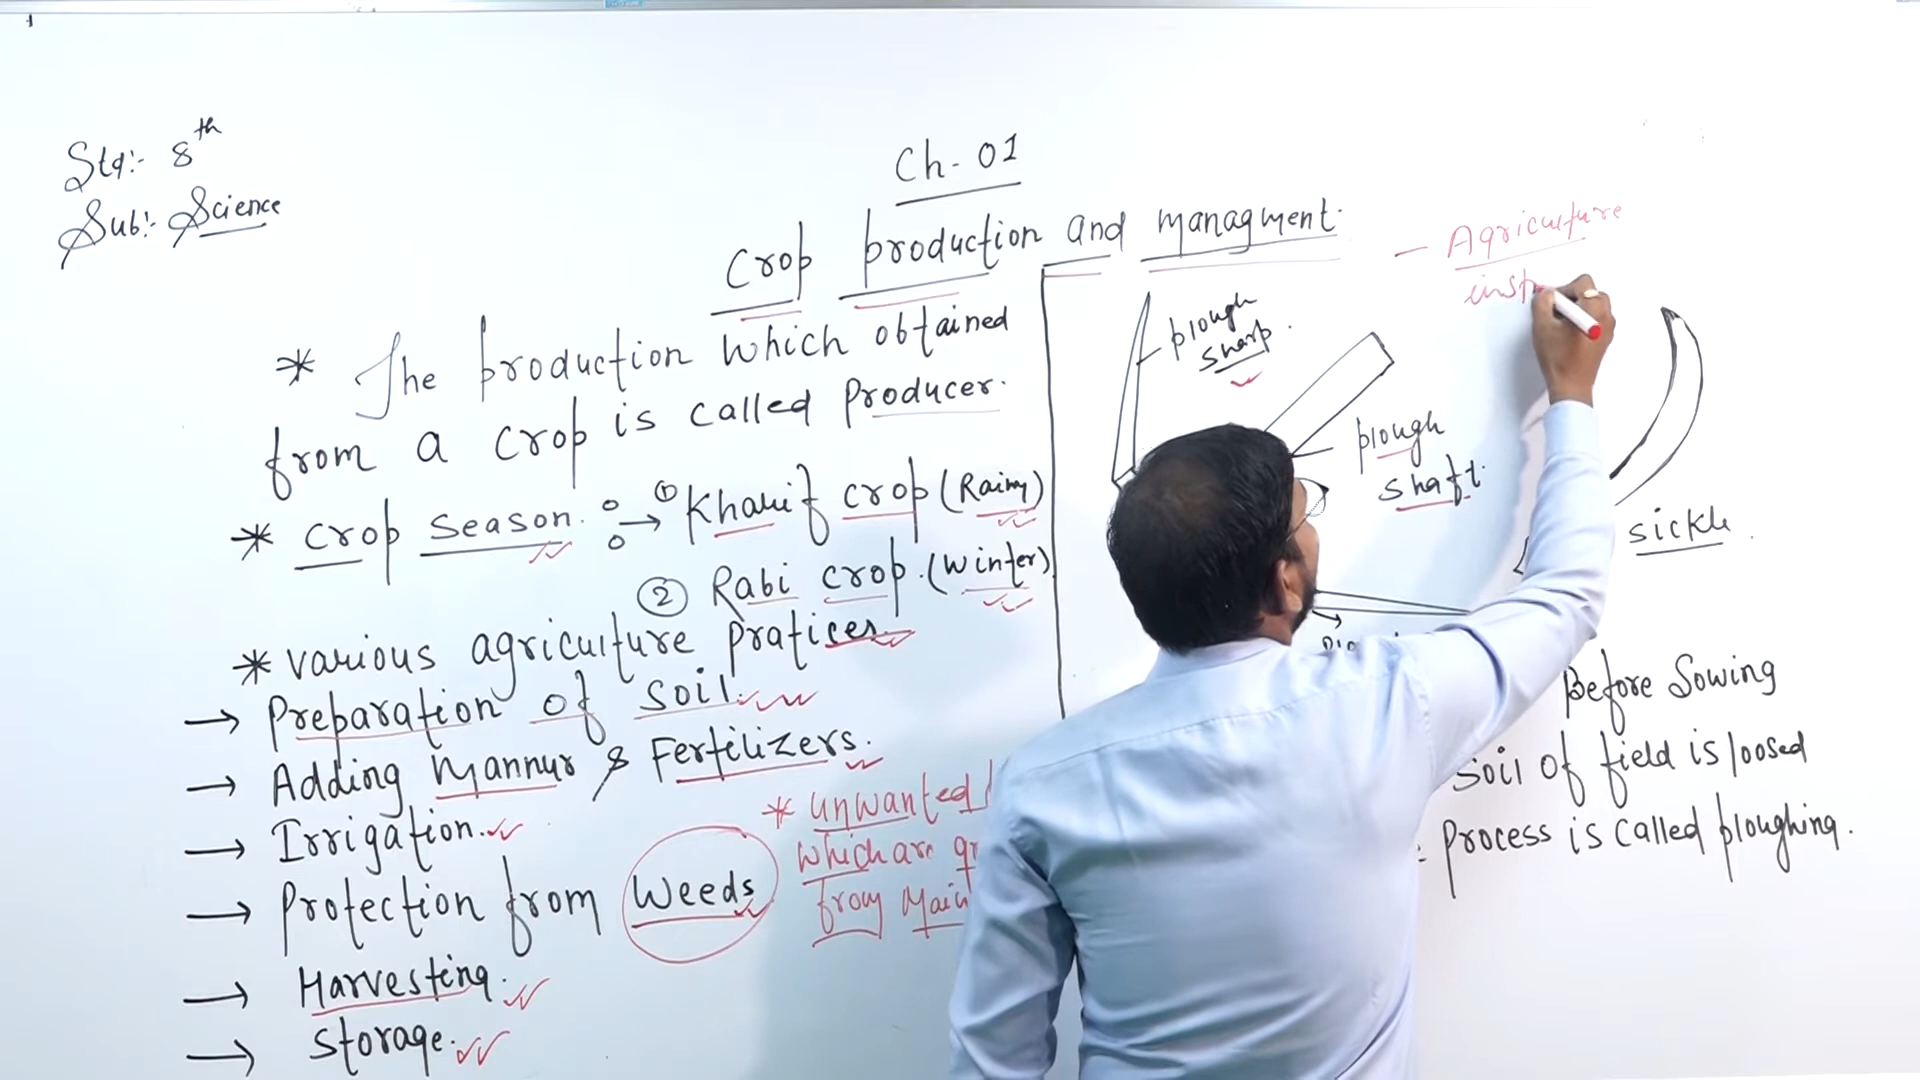 Std:- 8th
Sub:- Science
Ch-01
Crop production and managment.
* The production which obtained
from a crop is called Producer.
* crop season. → ① Kharif crop (Rainy)
② Rabi crop. (Winter)
* various agriculture pratices.
→ Preparation of soil.
→ Adding Mannur & Fertilizers.
→ Irrigation.
→ Protection from Weeds
→ Harvesting.
→ Storage.
* unwanted
which are
from Main
plough
sharp.
plough
shaft.
— Agriculture
sickle.
Before Sowing
Soil of field is loosed
Process is called ploughing.